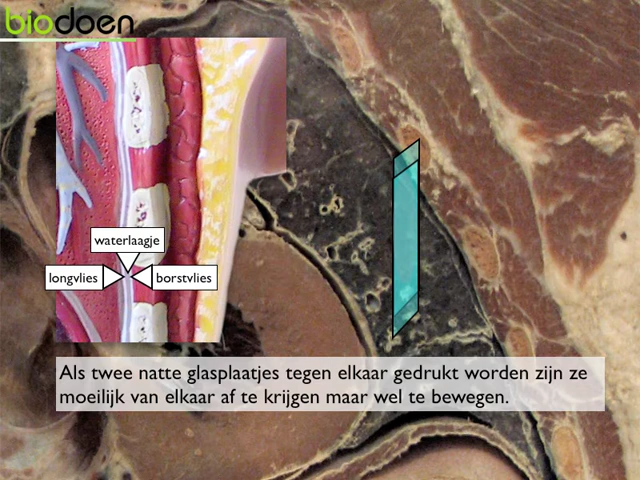 biodoen
waterlaagje
longvlies
borstvlies
Als twee natte glasplaatjes tegen elkaar gedrukt worden zijn ze
moeilijk van elkaar af te krijgen maar wel te bewegen.